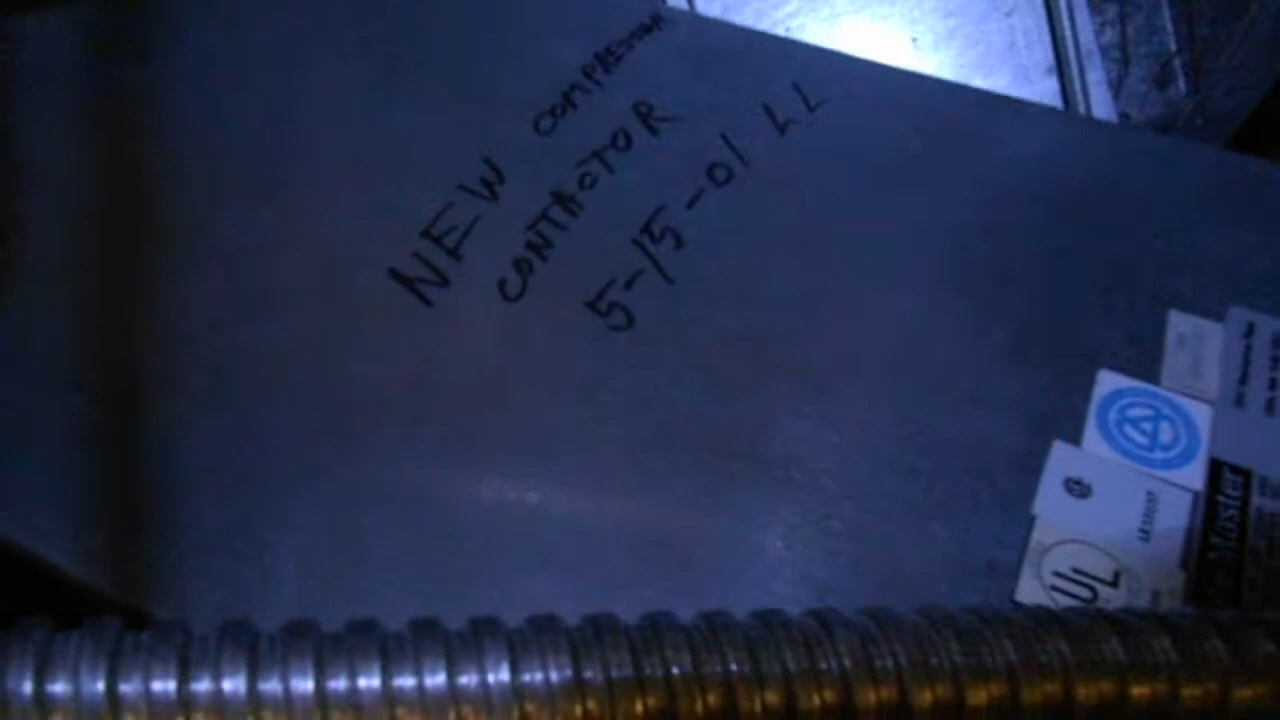 NEW COMPRESSOR
CONTACTOR
5-15-01 LL
UL
Master